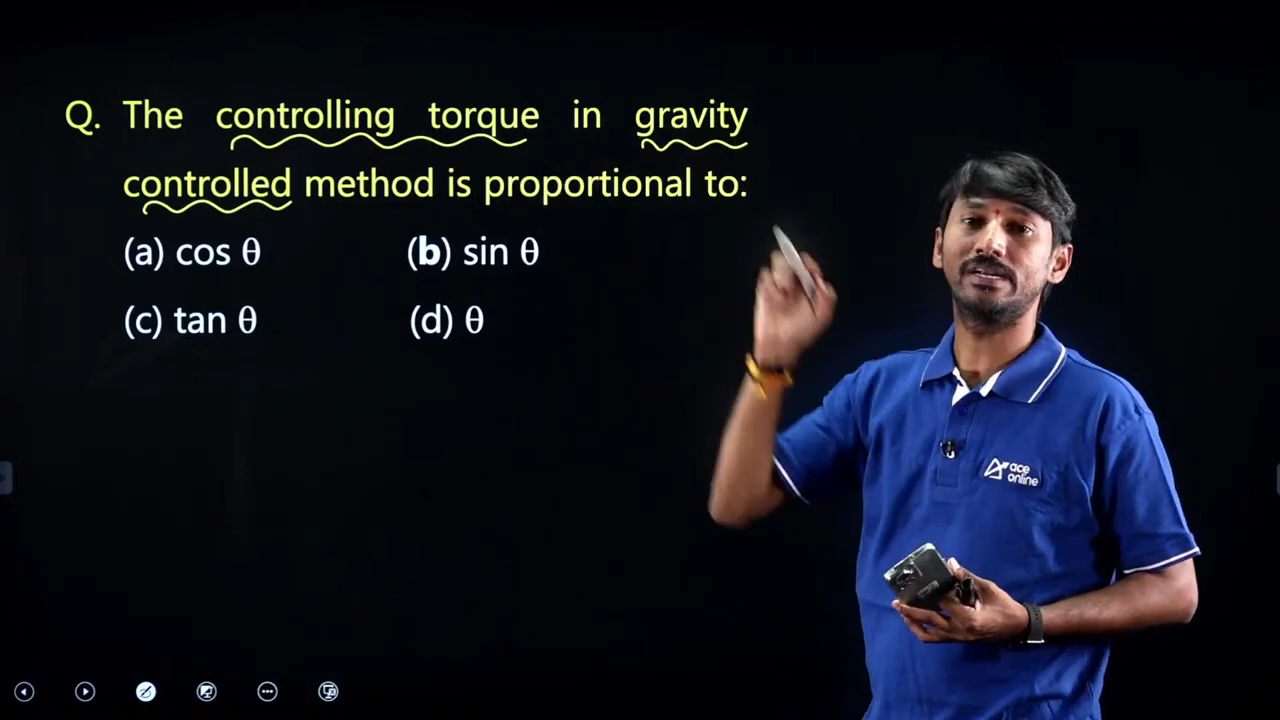 Q. The controlling torque in gravity
controlled method is proportional to:
(a) cos θ (b) sin θ
(c) tan θ (d) θ
ace
online